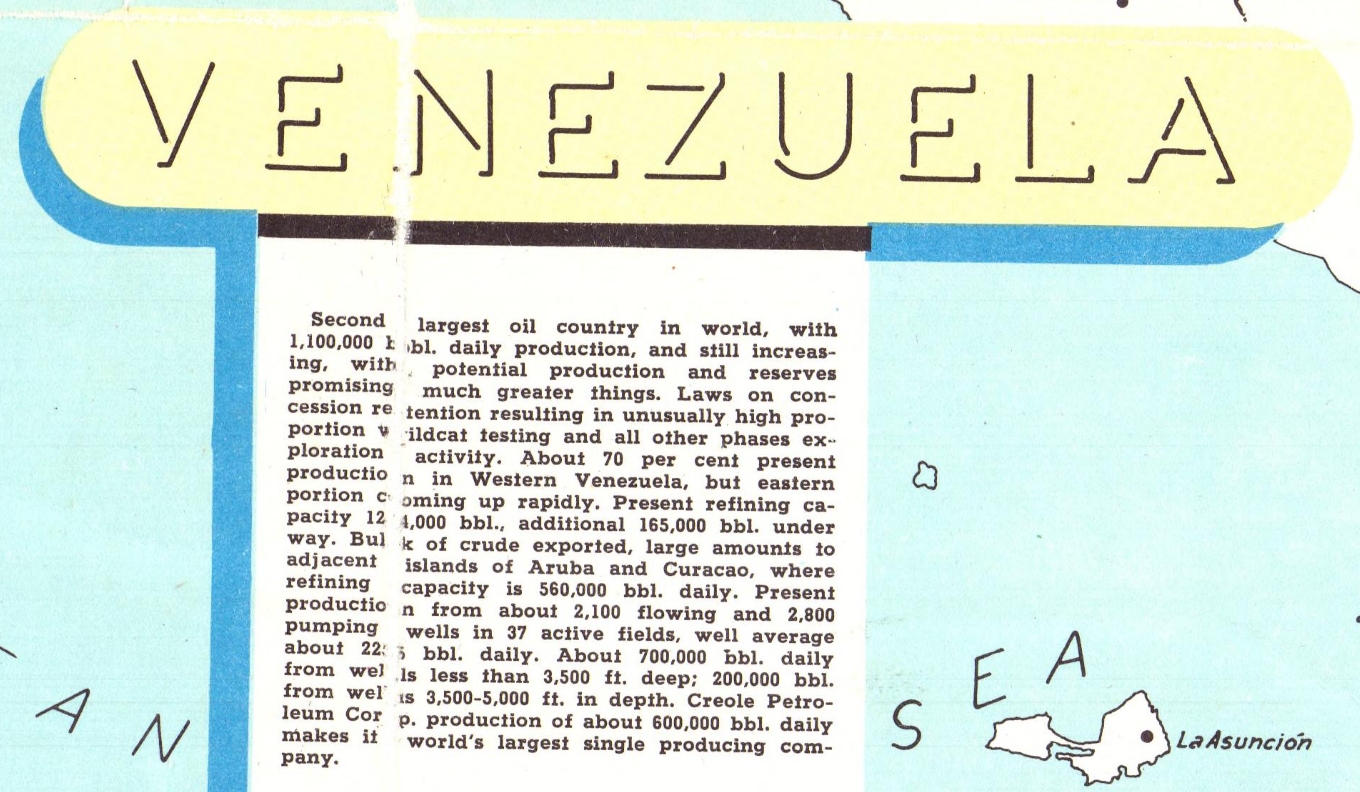 VENEZUELA
Second largest oil country in world, with
1,100,000 bbl. daily production, and still increas-
ing, with potential production and reserves
promising much greater things. Laws on con-
cession retention resulting in unusually high pro-
portion wildcat testing and all other phases ex-
ploration activity. About 70 per cent present
production in Western Venezuela, but eastern
portion coming up rapidly. Present refining ca-
pacity 124,000 bbl., additional 165,000 bbl. under
way. Bulk of crude exported, large amounts to
adjacent islands of Aruba and Curacao, where
refining capacity is 560,000 bbl. daily. Present
production from about 2,100 flowing and 2,800
pumping wells in 37 active fields, well average
about 225 bbl. daily. About 700,000 bbl. daily
from wells less than 3,500 ft. deep; 200,000 bbl.
from wells 3,500-5,000 ft. in depth. Creole Petro-
leum Corp. production of about 600,000 bbl. daily
makes it world's largest single producing com-
pany.
AN
SEA
La Asunción